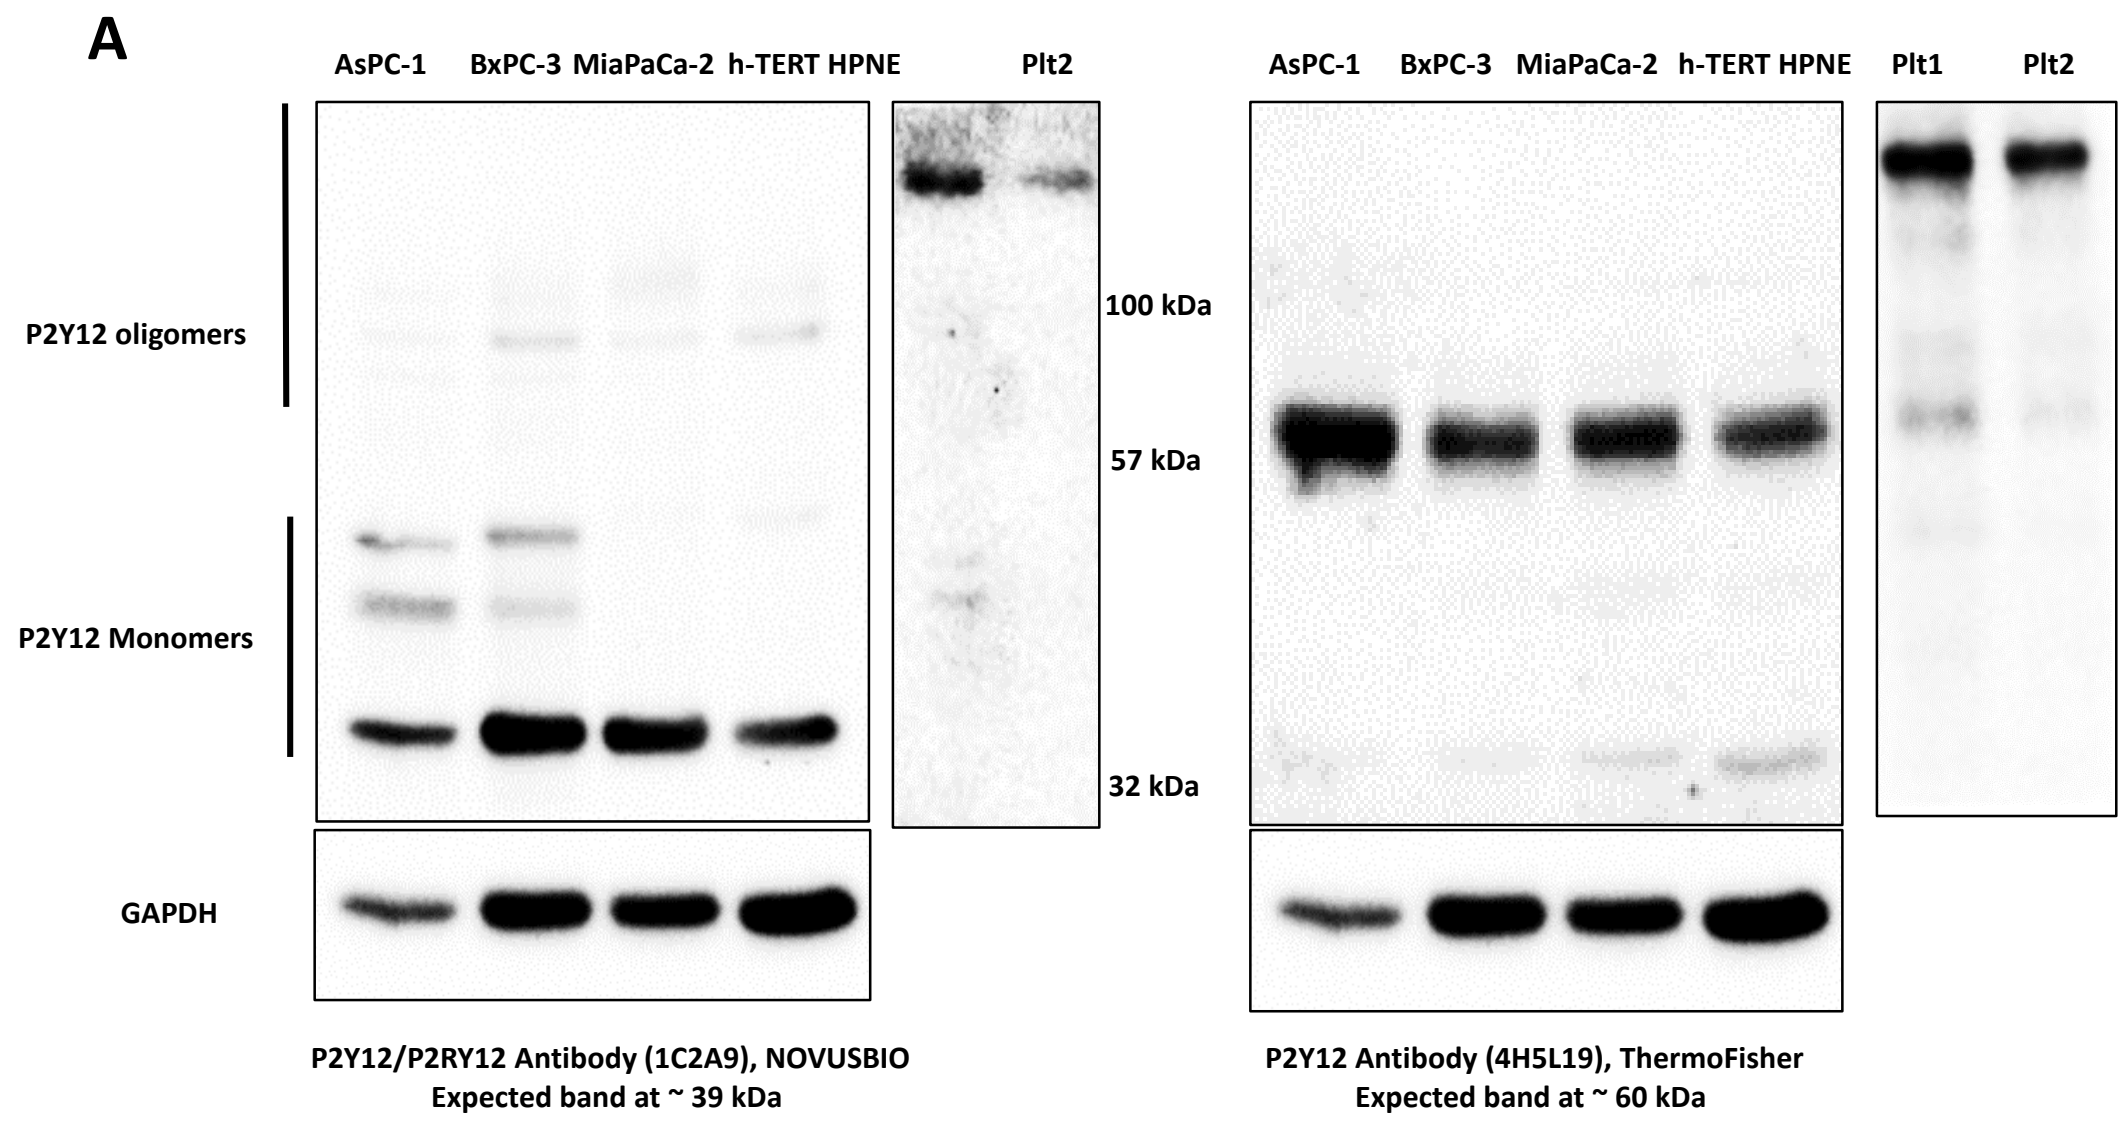 A
AsPC-1 BxPC-3 MiaPaCa-2 h-TERT HPNE Plt2 AsPC-1 BxPC-3 MiaPaCa-2 h-TERT HPNE Plt1 Plt2
100 kDa
P2Y12 oligomers
57 kDa
P2Y12 Monomers
32 kDa
GAPDH
P2Y12/P2RY12 Antibody (1C2A9), NOVUSBIO
Expected band at ~ 39 kDa
P2Y12 Antibody (4H5L19), ThermoFisher
Expected band at ~ 60 kDa